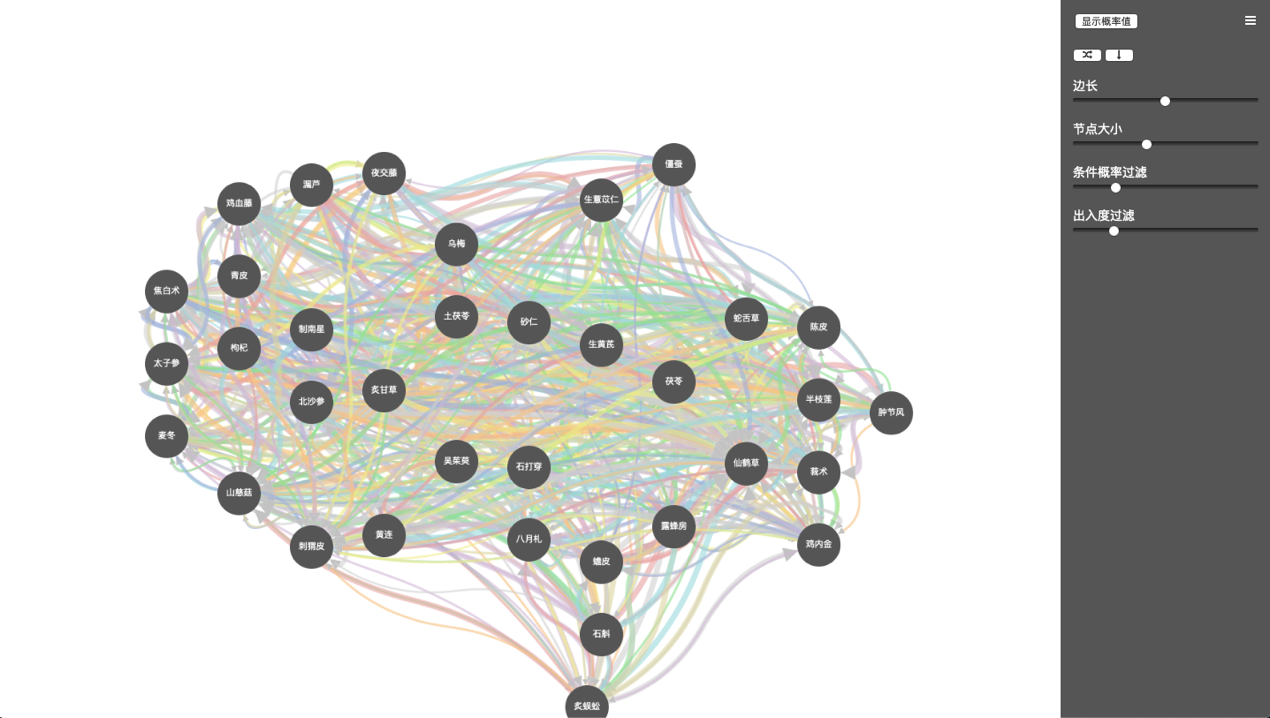 显示概率值
边长
节点大小
条件概率过滤
出入度过滤
僵蚕
夜交藤
漏芦
生薏苡仁
鸡血藤
乌梅
青皮
焦白术
土茯苓
蛇舌草
砂仁
陈皮
制南星
生黄芪
枸杞
太子参
茯苓
炙甘草
半枝莲
北沙参
肿节风
麦冬
吴茱萸
仙鹤草
石打穿
莪术
山慈菇
露蜂房
黄连
八月札
鸡内金
刺猬皮
蟾皮
石斛
炙蜈蚣